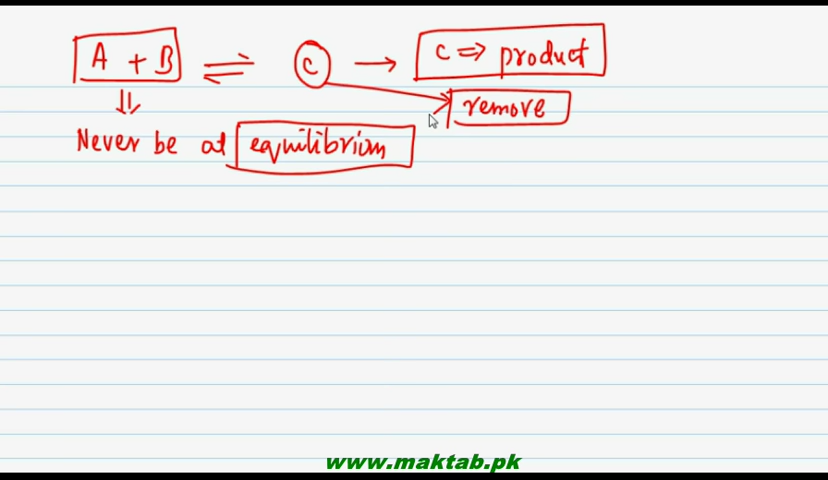 A + B ⇌ C → C ⇒ product
⇓ remove
Never be at equilibrium
www.maktab.pk